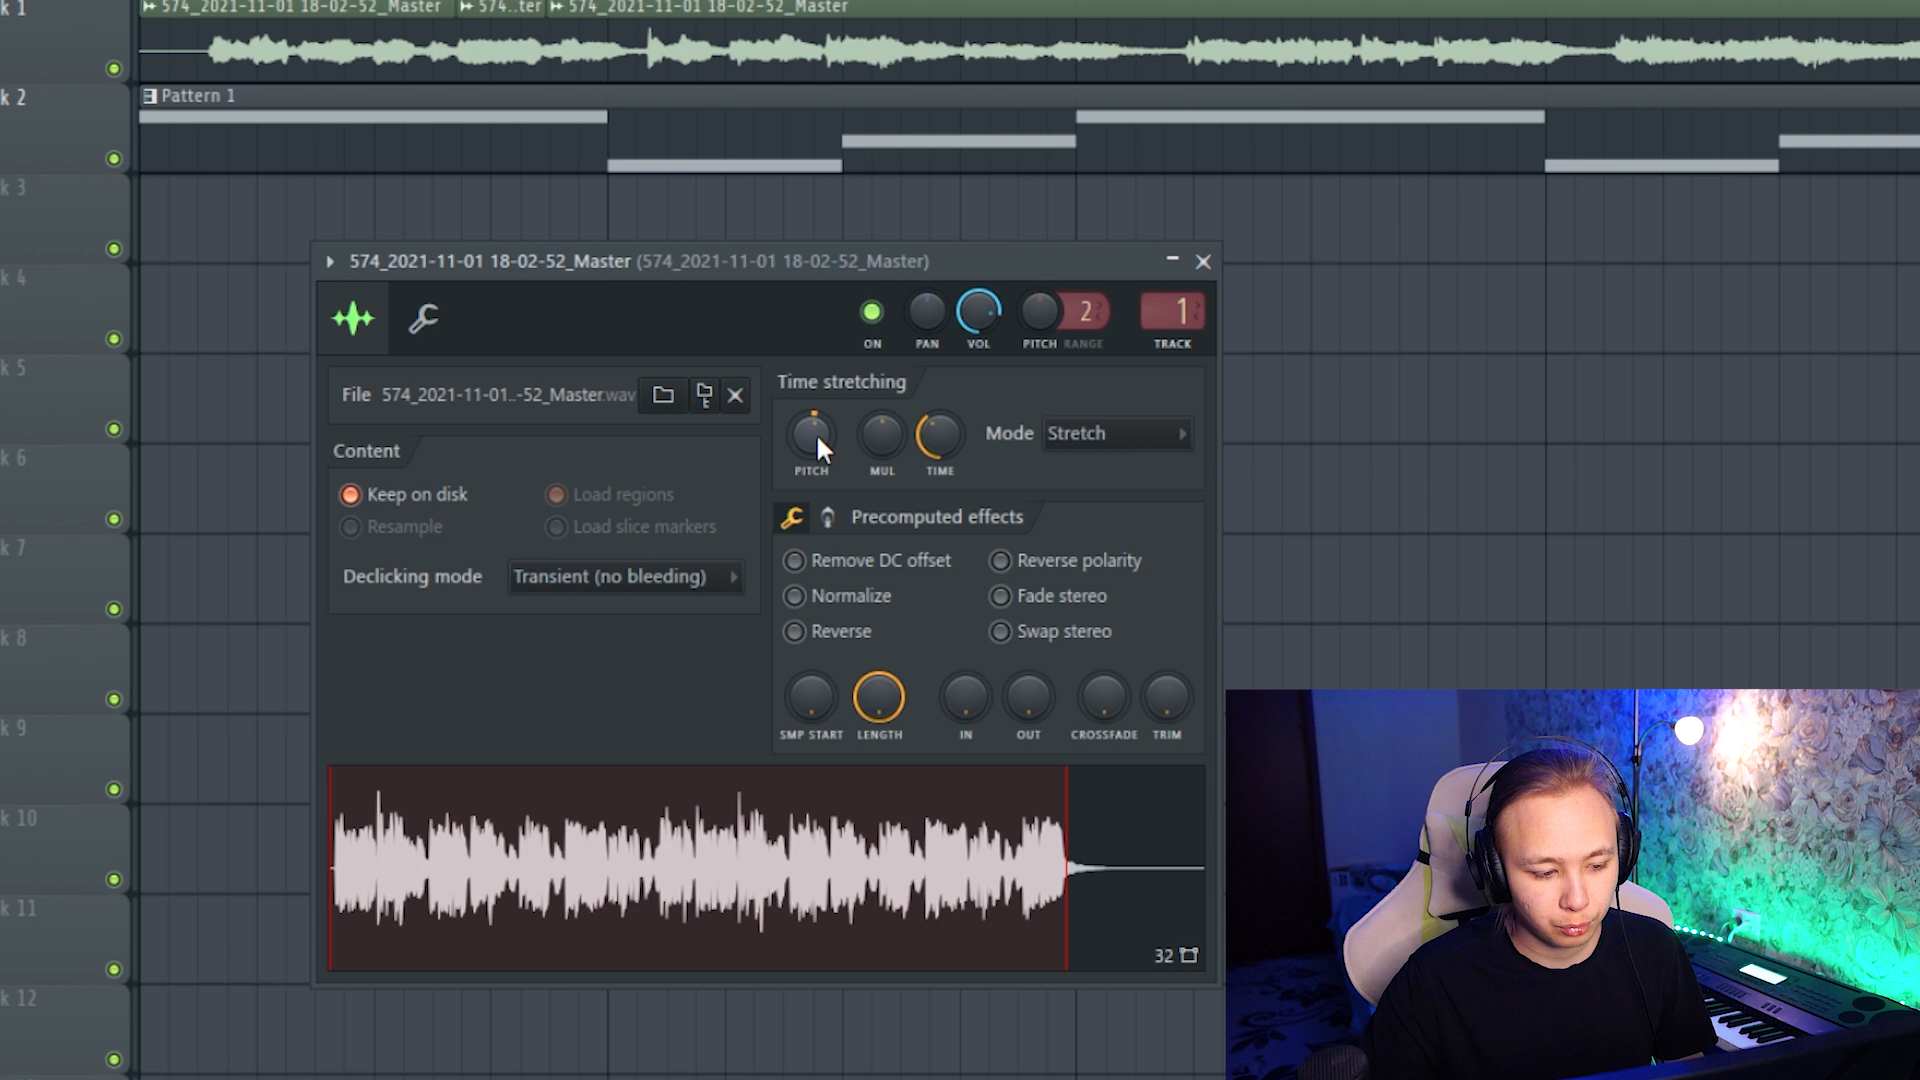 k 1
574_2021-11-01 18-02-52_Master
574..ter
574_2021-11-01 18-02-52_Master
k 2
Pattern 1
k 3
k 4
k 5
k 6
k 7
k 8
k 9
k 10
k 11
k 12
574_2021-11-01 18-02-52_Master (574_2021-11-01 18-02-52_Master)
2
1
ON
PAN
VOL
PITCH
RANGE
TRACK
File 574_2021-11-01..-52_Master.wav
Content
Keep on disk
Load regions
Resample
Load slice markers
Declicking mode
Transient (no bleeding)
Time stretching
Mode
Stretch
PITCH
MUL
TIME
Precomputed effects
Remove DC offset
Reverse polarity
Normalize
Fade stereo
Reverse
Swap stereo
SMP START
LENGTH
IN
OUT
CROSSFADE
TRIM
32